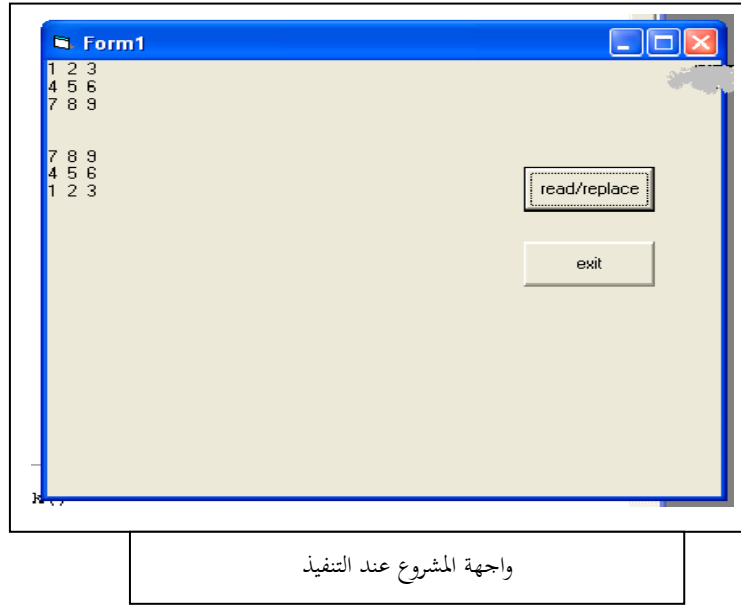 Form1
1 2 3
4 5 6
7 8 9
7 8 9
4 5 6
1 2 3
read/replace
exit
واجهة المشروع عند التنفيذ